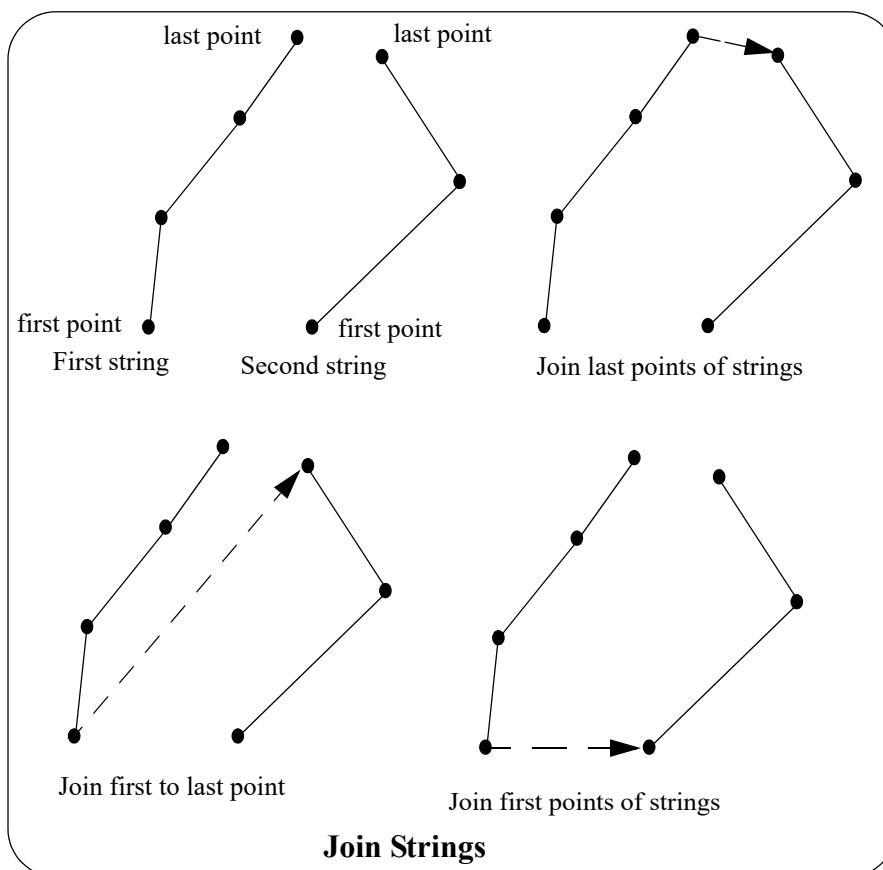 last point
last point
first point
first point
First string
Second string
Join last points of strings
Join first to last point
Join first points of strings
Join Strings